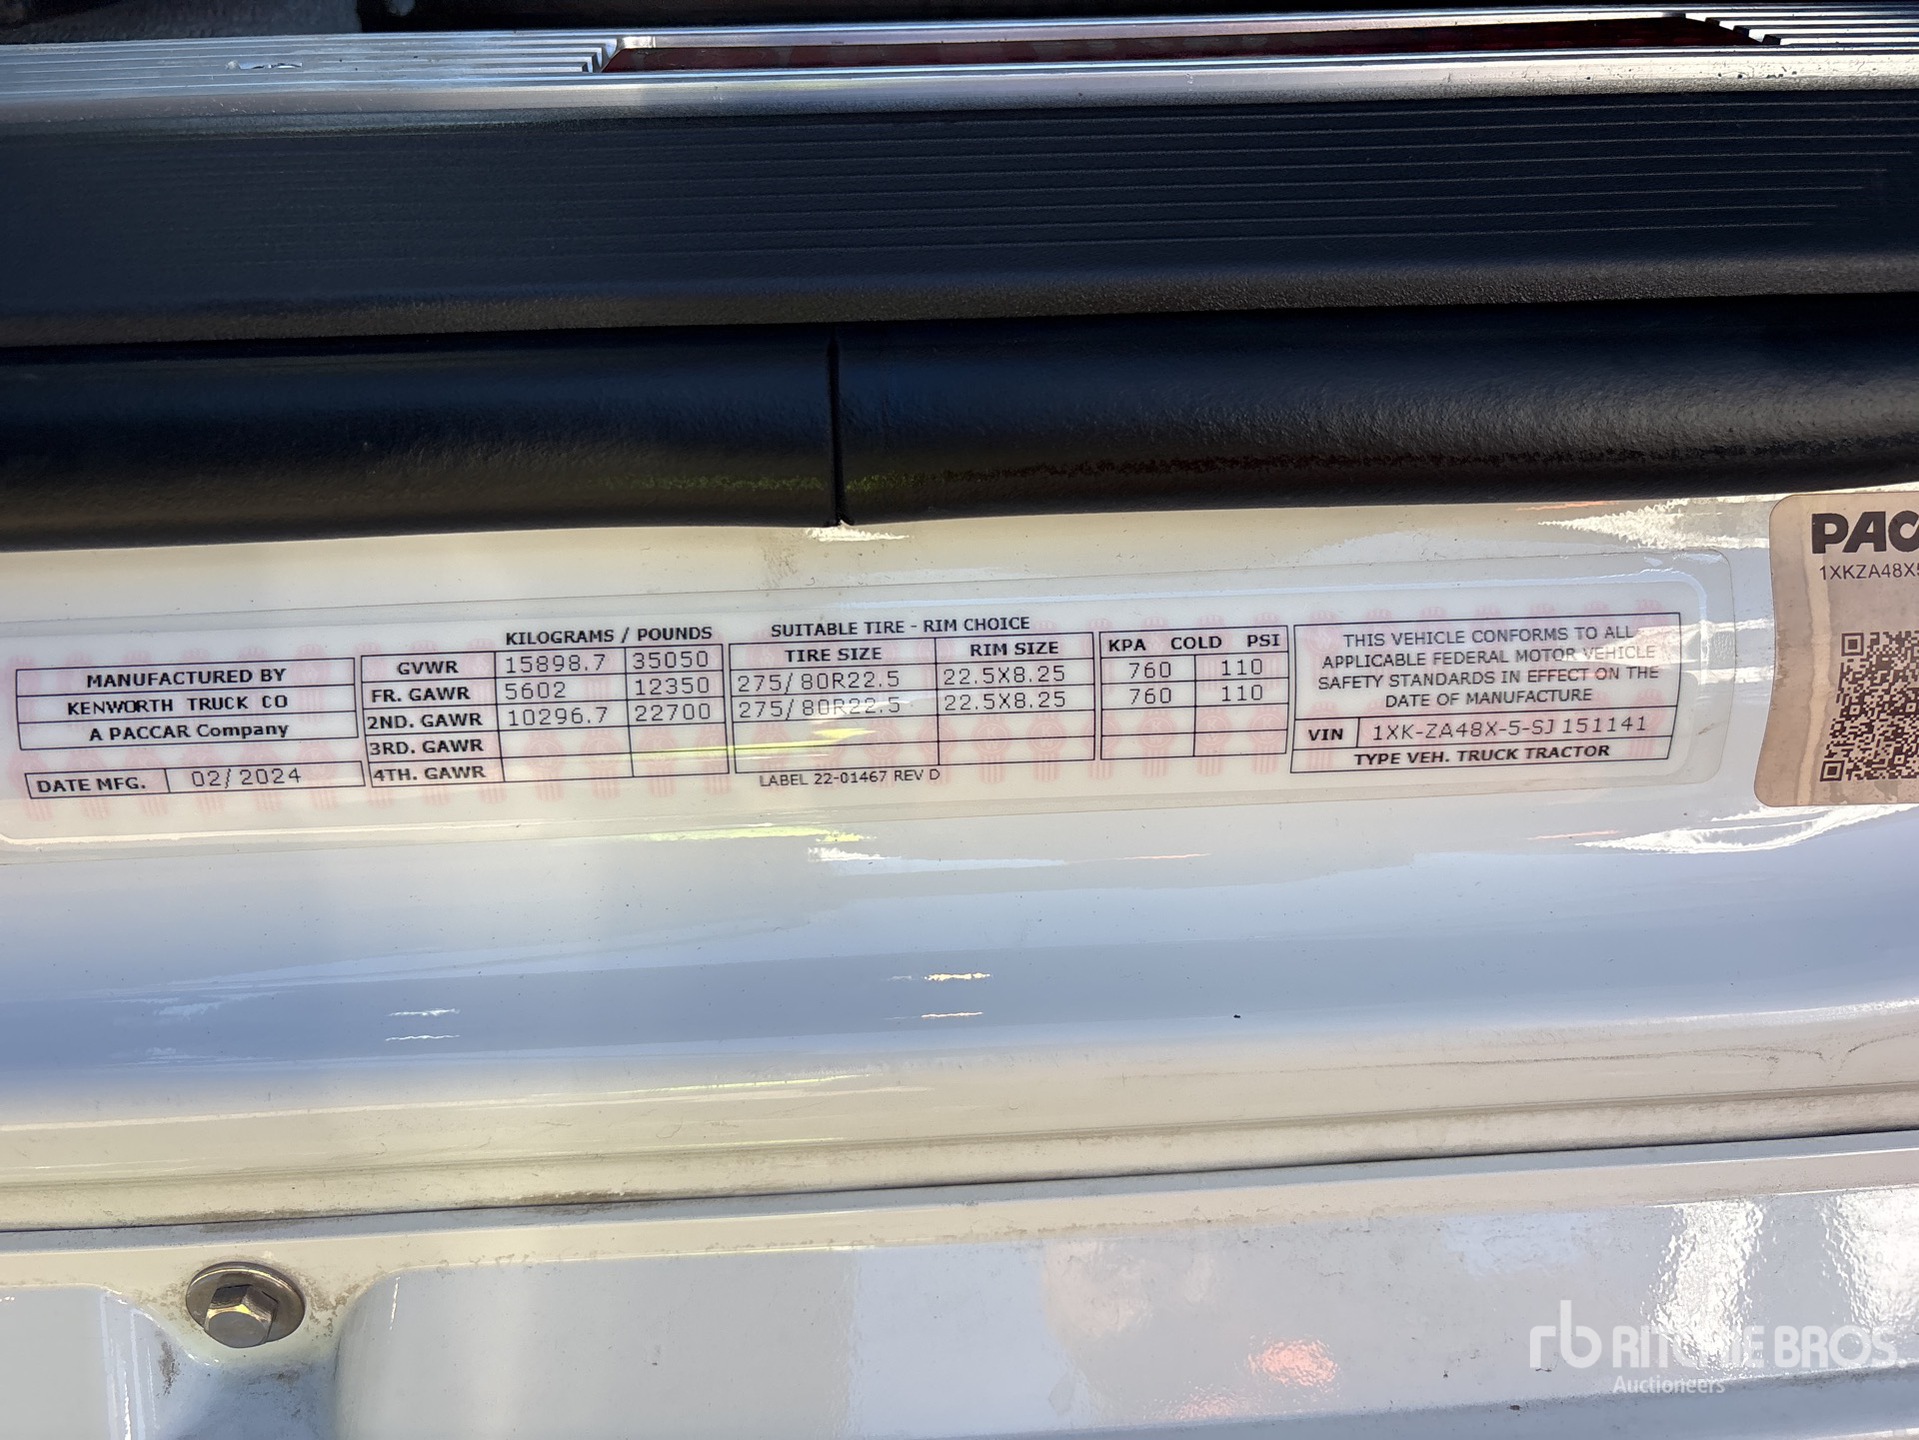 MANUFACTURED BY
KENWORTH TRUCK CO
A PACCAR Company
DATE MFG. 02/2024
KILOGRAMS / POUNDS
GVWR 15898.7 35050
FR. GAWR 5602 12350
2ND. GAWR 10296.7 22700
3RD. GAWR
4TH. GAWR
SUITABLE TIRE - RIM CHOICE
TIRE SIZE RIM SIZE
275/80R22.5 22.5X8.25
275/80R22.5 22.5X8.25
LABEL 22-01467 REV D
KPA COLD PSI
760 110
760 110
THIS VEHICLE CONFORMS TO ALL
APPLICABLE FEDERAL MOTOR VEHICLE
SAFETY STANDARDS IN EFFECT ON THE
DATE OF MANUFACTURE
VIN 1XK-ZA48X-5-SJ151141
TYPE VEH. TRUCK TRACTOR
PAC
1XKZA48X5
rb RITCHIE BROS.
Auctioneers